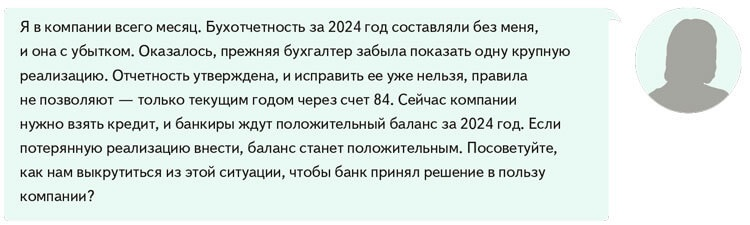 Я в компании всего месяц. Бухотчетность за 2024 год составляли без меня,
и она с убытком. Оказалось, прежняя бухгалтер забыла показать одну крупную
реализацию. Отчетность утверждена, и исправить ее уже нельзя, правила
не позволяют — только текущим годом через счет 84. Сейчас компании
нужно взять кредит, и банкиры ждут положительный баланс за 2024 год. Если
потерянную реализацию внести, баланс станет положительным. Посоветуйте,
как нам выкрутиться из этой ситуации, чтобы банк принял решение в пользу
компании?